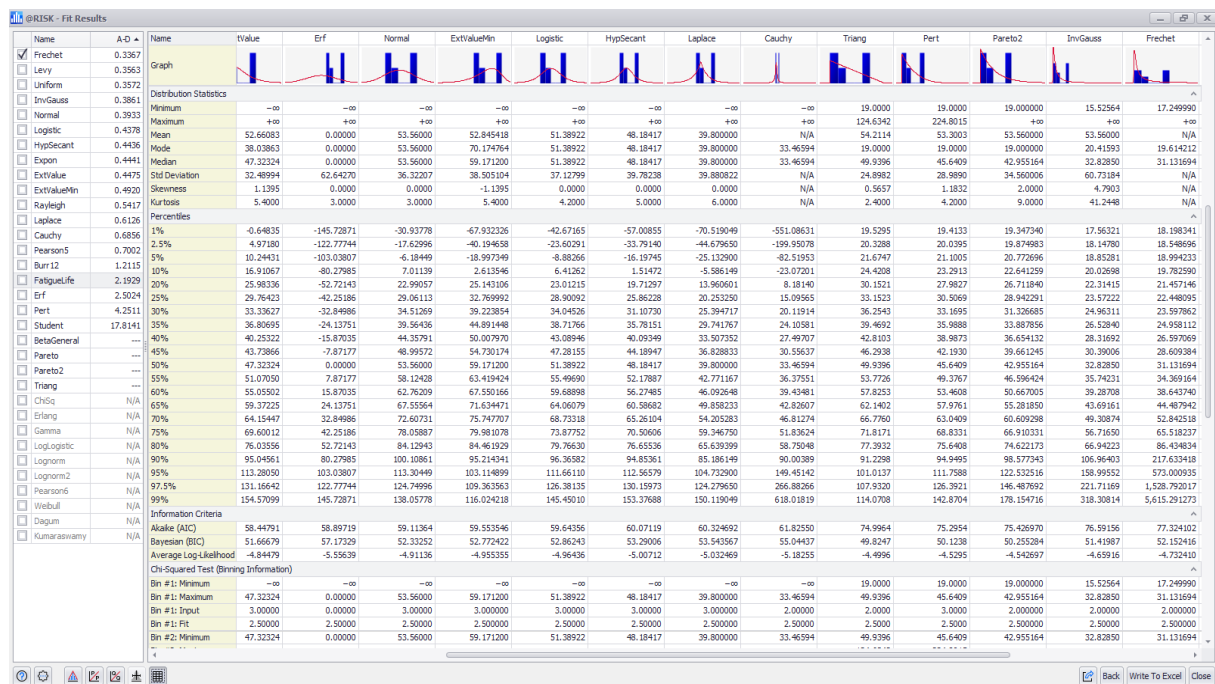 @RISK - Fit Results
Name A-D
Frechet 0.3367
Levy 0.3563
Uniform 0.3572
InvGauss 0.3861
Normal 0.3933
Logistic 0.4378
HypSecant 0.4436
Expon 0.4441
ExtValue 0.4475
ExtValueMin 0.4920
Rayleigh 0.5417
Laplace 0.6126
Cauchy 0.6856
Pearson5 0.7002
Burr12 1.2115
FatigueLife 2.1929
Erf 2.5024
Pert 4.2511
Student 17.8141
BetaGeneral ---
Pareto ---
Pareto2 ---
Triang ---
ChiSq N/A
Erlang N/A
Gamma N/A
LogLogistic N/A
Lognorm N/A
Lognorm2 N/A
Pearson6 N/A
Weibull N/A
Dagum N/A
Kumaraswamy N/A
Name tValue Erf Normal ExtValueMin Logistic HypSecant Laplace Cauchy Triang Pert Pareto2 InvGauss Frechet
Graph
Distribution Statistics
Minimum -∞ -∞ -∞ -∞ -∞ -∞ -∞ -∞ 19.0000 19.0000 19.000000 15.52564 17.249990
Maximum +∞ +∞ +∞ +∞ +∞ +∞ +∞ +∞ 124.6342 224.8015 +∞ +∞ +∞
Mean 52.66083 0.00000 53.56000 52.845418 51.38922 48.18417 39.800000 N/A 54.2114 53.3003 53.560000 53.56000 N/A
Mode 38.03863 0.00000 53.56000 70.174764 51.38922 48.18417 39.800000 33.46594 19.0000 19.0000 19.000000 20.41593 19.614212
Median 47.32324 0.00000 53.56000 59.171200 51.38922 48.18417 39.800000 33.46594 49.9396 45.6409 42.955164 32.82850 31.131694
Std Deviation 32.48994 62.64270 36.32207 38.505104 37.12799 39.78238 39.880822 N/A 24.8982 28.9890 34.560006 60.73184 N/A
Skewness 1.1395 0.0000 0.0000 -1.1395 0.0000 0.0000 0.0000 N/A 0.5657 1.1832 2.0000 4.7903 N/A
Kurtosis 5.4000 3.0000 3.0000 5.4000 4.2000 5.0000 6.0000 N/A 2.4000 4.2000 9.0000 41.2448 N/A
Percentiles
1% -0.64835 -145.72871 -30.93778 -67.932326 -42.67165 -57.00855 -70.519049 -551.08631 19.5295 19.4133 19.347340 17.56321 18.198341
2.5% 4.97180 -122.77744 -17.62996 -40.194658 -23.60291 -33.79140 -44.679650 -199.95078 20.3288 20.0395 19.874983 18.14780 18.548696
5% 10.24431 -103.03807 -6.18449 -18.997349 -8.88266 -16.19745 -25.132900 -82.51953 21.6747 21.1005 20.772696 18.85281 18.994233
10% 16.91067 -80.27985 7.01139 2.613546 6.41262 1.51472 -5.586149 -23.07201 24.4208 23.2913 22.641259 20.02698 19.782590
20% 25.98336 -52.72143 22.99057 25.143106 23.01215 19.71297 13.960601 8.18140 30.1521 27.9827 26.711840 22.31415 21.457146
25% 29.76423 -42.25186 29.06113 32.769992 28.90092 25.86228 20.253250 15.09565 33.1523 30.5069 28.942291 23.57222 22.448095
30% 33.33627 -32.84986 34.51269 39.223854 34.04526 31.10730 25.394717 20.11914 36.2543 33.1695 31.326685 24.96311 23.597862
35% 36.80695 -24.13751 39.56436 44.891448 38.71766 35.78151 29.741767 24.10581 39.4692 35.9888 33.887856 26.52840 24.958112
40% 40.25322 -15.87035 44.35791 50.007970 43.08946 40.09349 33.507352 27.49707 42.8103 38.9873 36.654132 28.31692 26.597069
45% 43.73866 -7.87177 48.99572 54.730174 47.28155 44.18947 36.828833 30.55637 46.2938 42.1930 39.661245 30.39006 28.609384
50% 47.32324 0.00000 53.56000 59.171200 51.38922 48.18417 39.800000 33.46594 49.9396 45.6409 42.955164 32.82850 31.131694
55% 51.07050 7.87177 58.12428 63.419424 55.49690 52.17887 42.771167 36.37551 53.7726 49.3767 46.596424 35.74231 34.369164
60% 55.05502 15.87035 62.76209 67.550166 59.68898 56.27485 46.092648 39.43481 57.8253 53.4608 50.667005 39.28708 38.643740
65% 59.37225 24.13751 67.55564 71.634471 64.06079 60.58682 49.858233 42.82607 62.1402 57.9761 55.281850 43.69161 44.487942
70% 64.15447 32.84986 72.60731 75.747707 68.73318 65.26104 54.205283 46.81274 66.7760 63.0409 60.609298 49.30874 52.842518
75% 69.60012 42.25186 78.05887 79.981078 73.87752 70.50606 59.346750 51.83624 71.8171 68.8331 66.910331 56.71650 65.518237
80% 76.03556 52.72143 84.12943 84.461929 79.76630 76.65536 65.639399 58.75048 77.3932 75.6408 74.622173 66.94223 86.434834
90% 95.04561 80.27985 100.10861 95.214341 96.36582 94.85361 85.186149 90.00389 91.2298 94.9495 98.577343 106.96403 217.633418
95% 113.28050 103.03807 113.30449 103.114899 111.66110 112.56579 104.732900 149.45142 101.0137 111.7588 122.532516 158.99552 573.000935
97.5% 131.16642 122.77744 124.74996 109.363563 126.38135 130.15973 124.279650 266.88266 107.9320 126.3921 146.487692 221.71169 1,528.792017
99% 154.57099 145.72871 138.05778 116.024218 145.45010 153.37688 150.119049 618.01819 114.0708 142.8704 178.154716 318.30814 5,615.291273
Information Criteria
Akaike (AIC) 58.44791 58.89719 59.11364 59.553546 59.64356 60.07119 60.324692 61.82550 74.9964 75.2954 75.426970 76.59156 77.324102
Bayesian (BIC) 51.66679 57.17329 52.33252 52.772422 52.86243 53.29006 53.543567 55.04437 49.8247 50.1238 50.255284 51.41987 52.152416
Average Log-Likelihood -4.84479 -5.55639 -4.91136 -4.955355 -4.96436 -5.00712 -5.032469 -5.18255 -4.4996 -4.5295 -4.542697 -4.65916 -4.732410
Chi-Squared Test (Binning Information)
Bin #1: Minimum -∞ -∞ -∞ -∞ -∞ -∞ -∞ -∞ 19.0000 19.0000 19.000000 15.52564 17.249990
Bin #1: Maximum 47.32324 0.00000 53.56000 59.171200 51.38922 48.18417 39.800000 33.46594 49.9396 45.6409 42.955164 32.82850 31.131694
Bin #1: Input 3.00000 0.00000 3.00000 3.000000 3.00000 3.00000 3.000000 2.00000 2.0000 3.0000 2.000000 2.00000 2.000000
Bin #1: Fit 2.50000 2.50000 2.50000 2.500000 2.50000 2.50000 2.500000 2.50000 2.5000 2.5000 2.500000 2.50000 2.500000
Bin #2: Minimum 47.32324 0.00000 53.56000 59.171200 51.38922 48.18417 39.800000 33.46594 49.9396 45.6409 42.955164 32.82850 31.131694
Back Write To Excel Close